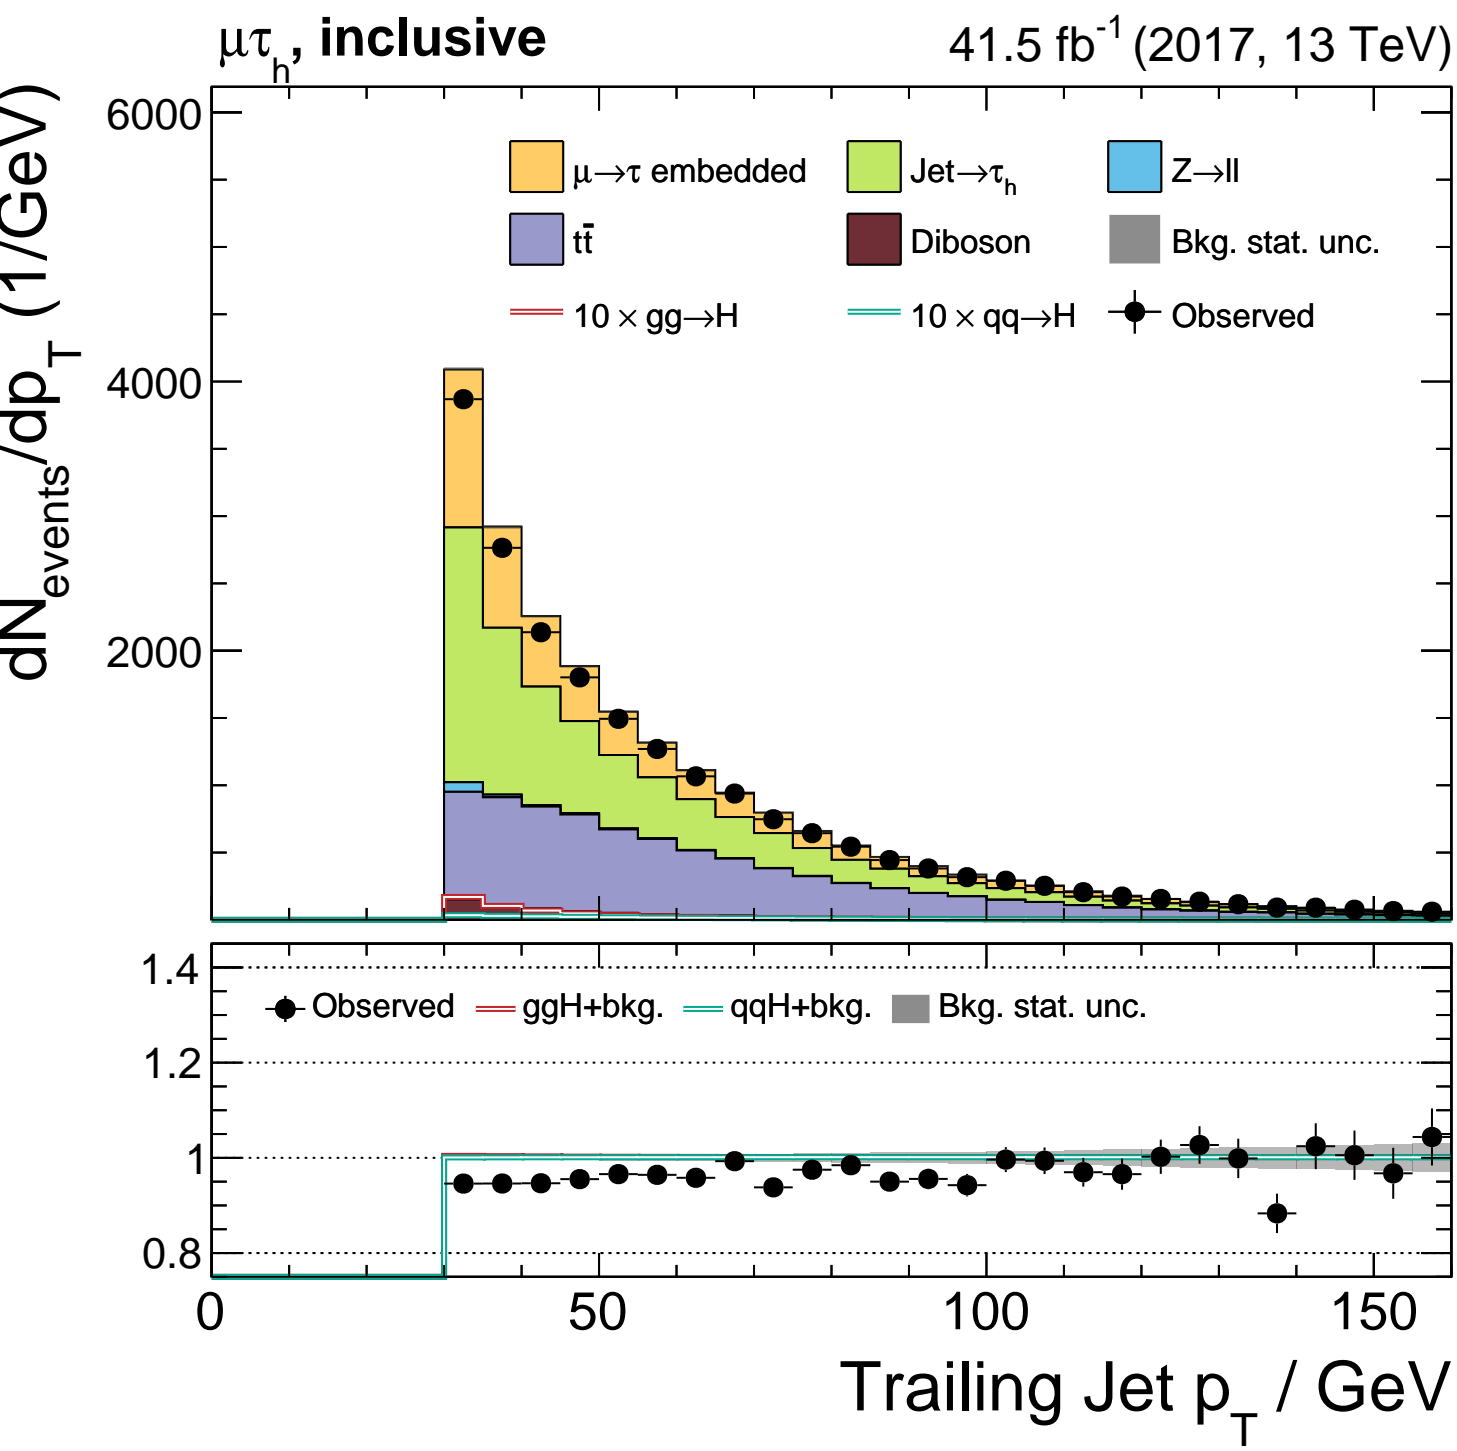 μτh, inclusive
41.5 fb-1 (2017, 13 TeV)
dNevents/dpT (1/GeV)
6000
4000
2000
μ→τ embedded
Jet→τh
Z→ll
tt̄
Diboson
Bkg. stat. unc.
10 × gg→H
10 × qq→H
Observed
1.4
1.2
1
0.8
Observed
ggH+bkg.
qqH+bkg.
Bkg. stat. unc.
0
50
100
150
Trailing Jet pT / GeV